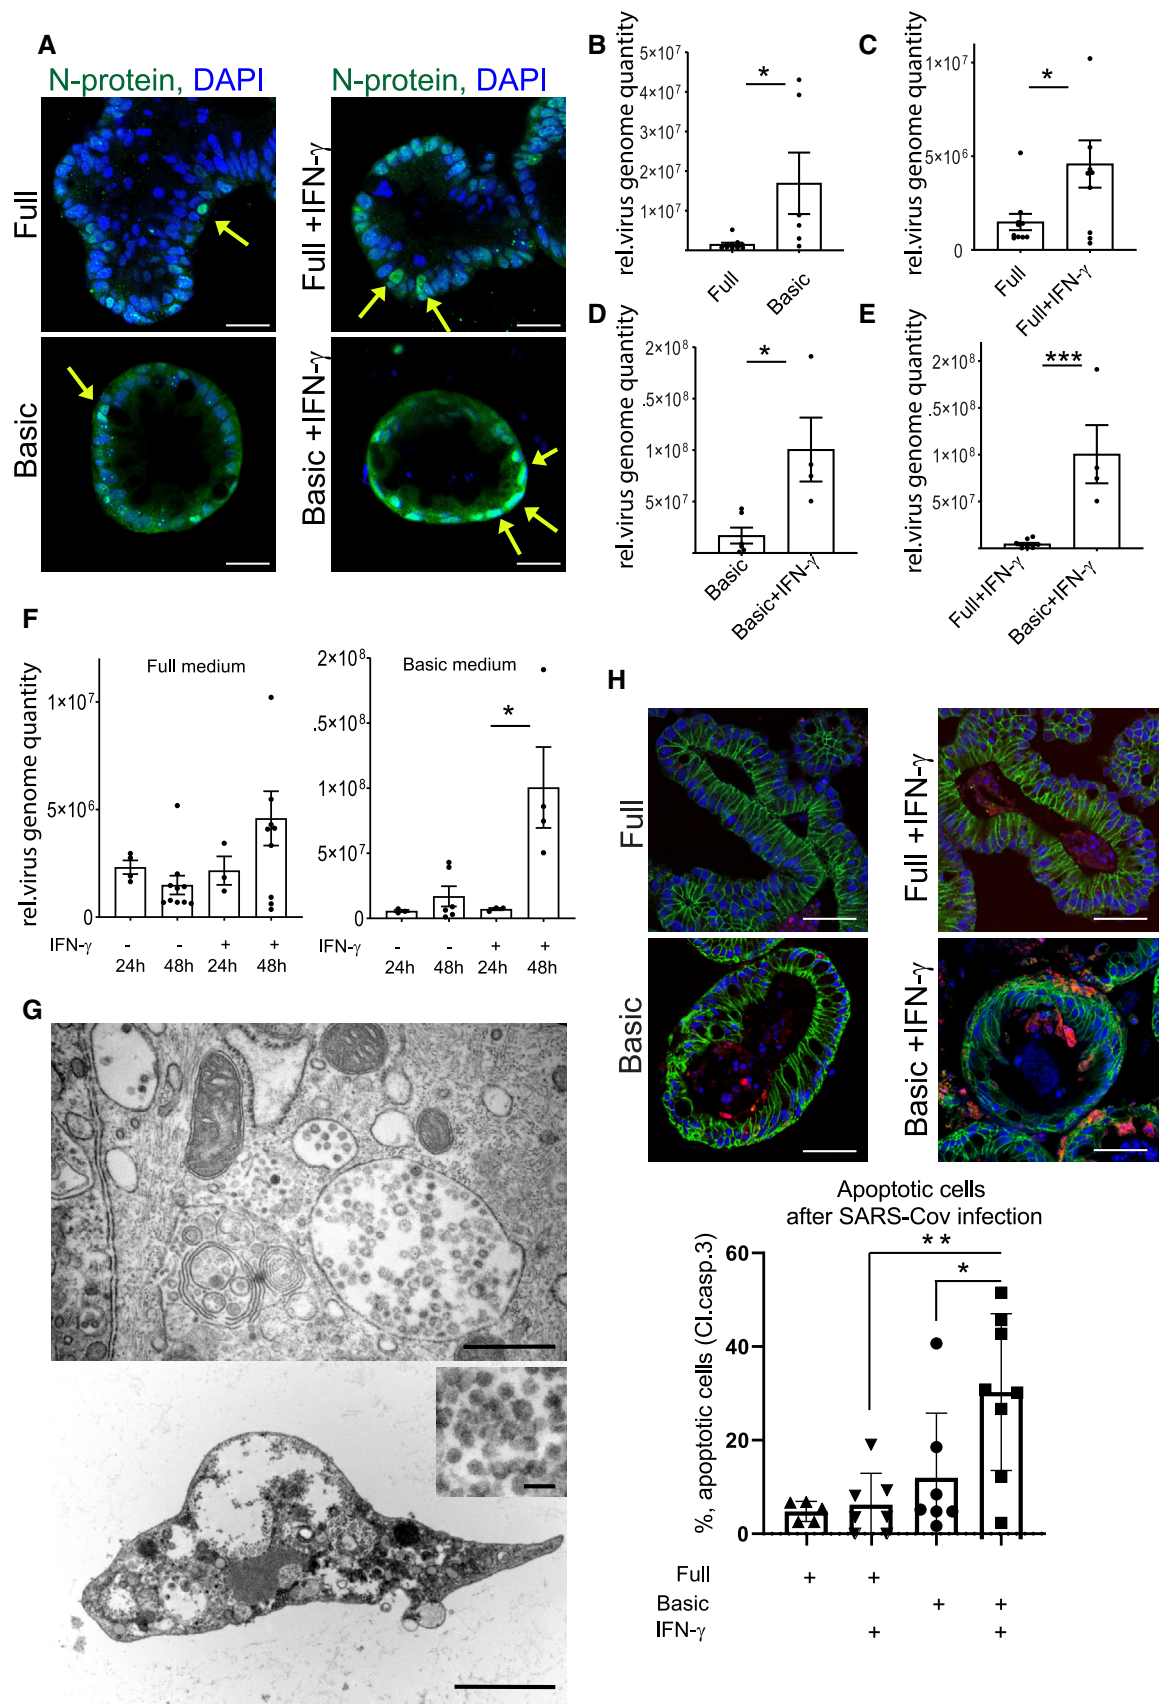 A
N-protein, DAPI
N-protein, DAPI
Full
Full +IFN-γ
Basic
Basic +IFN-γ
B
rel.virus genome quantity
5×10⁷
4×10⁷
3×10⁷
2×10⁷
1×10⁷
*
Full
Basic
C
rel.virus genome quantity
1×10⁷
5×10⁶
0
*
Full
Full+IFN-γ
D
rel.virus genome quantity
2×10⁸
.5×10⁸
1×10⁸
5×10⁷
*
Basic
Basic+IFN-γ
E
rel.virus genome quantity
2×10⁸
.5×10⁸
1×10⁸
5×10⁷
***
Full+IFN-γ
Basic+IFN-γ
F
rel.virus genome quantity
Full medium
1×10⁷
5×10⁶
0
IFN-γ - - + +
24h 48h 24h 48h
Basic medium
2×10⁸
.5×10⁸
1×10⁸
5×10⁷
0
*
IFN-γ - - + +
24h 48h 24h 48h
G
H
Full
Full +IFN-γ
Basic
Basic +IFN-γ
Apoptotic cells
after SARS-Cov infection
%, apoptotic cells (Cl.casp.3)
60
40
20
0
**
*
Full + +
Basic + +
IFN-γ + +